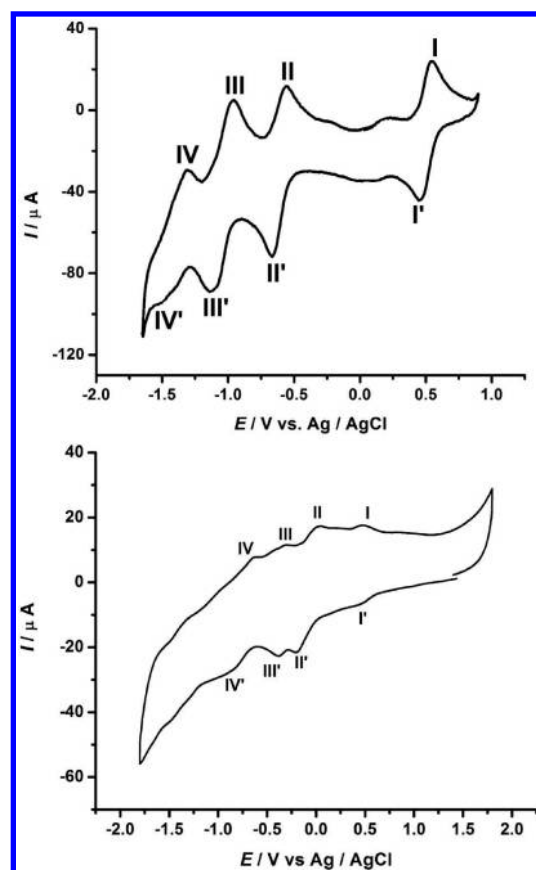 40
0
-40
-80
-120
I / μ A
I
II
III
IV
I'
II'
III'
IV'
-2.0 -1.5 -1.0 -0.5 0.0 0.5 1.0
E / V vs. Ag / AgCl
40
20
0
-20
-40
-60
I / μ A
IV III II I
IV' III' II' I'
-2.0 -1.5 -1.0 -0.5 0.0 0.5 1.0 1.5 2.0
E / V vs Ag / AgCl